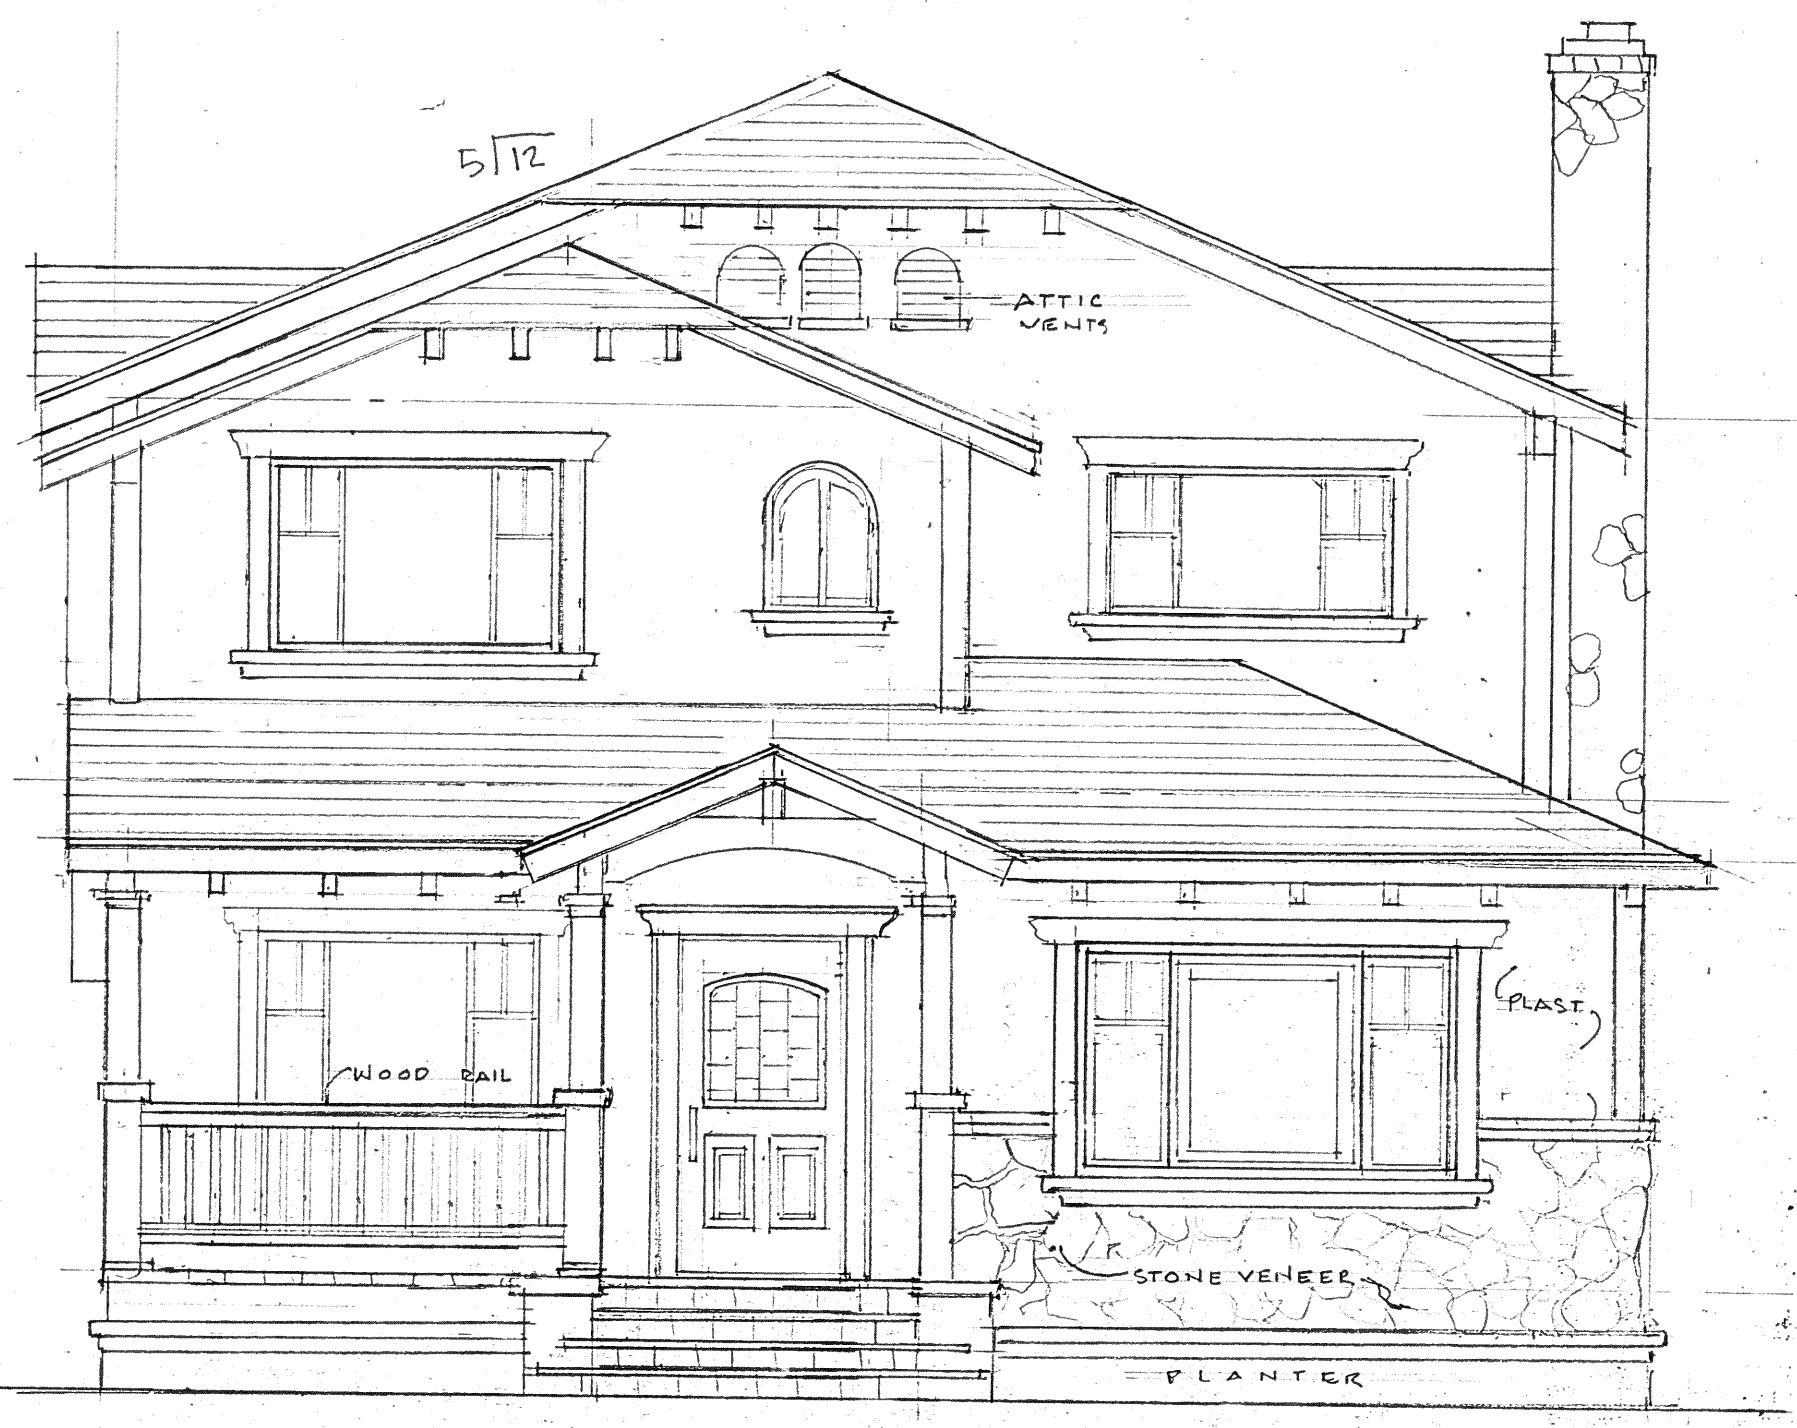 5 12
ATTIC
VENTS
PLAST.
WOOD RAIL
STONE VENEER
PLANTER